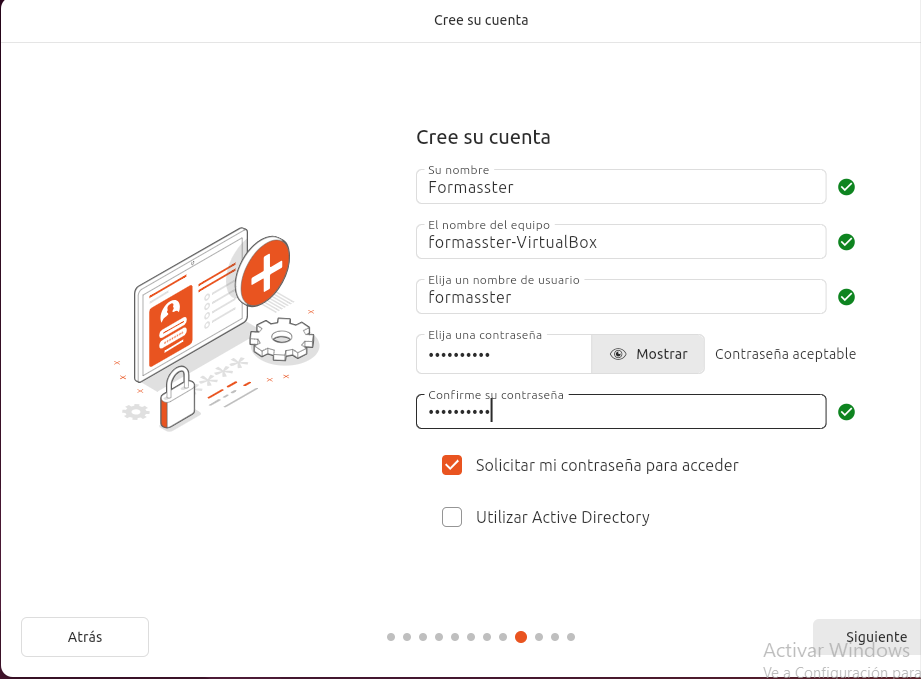 Cree su cuenta
Cree su cuenta
Su nombre
Formasster
El nombre del equipo
formasster-VirtualBox
Elija un nombre de usuario
formasster
Elija una contraseña
••••••••••
Mostrar
Contraseña aceptable
Confirme su contraseña
••••••••••
Solicitar mi contraseña para acceder
Utilizar Active Directory
Atrás
Siguiente
Activar Windows
Ve a Configuración para